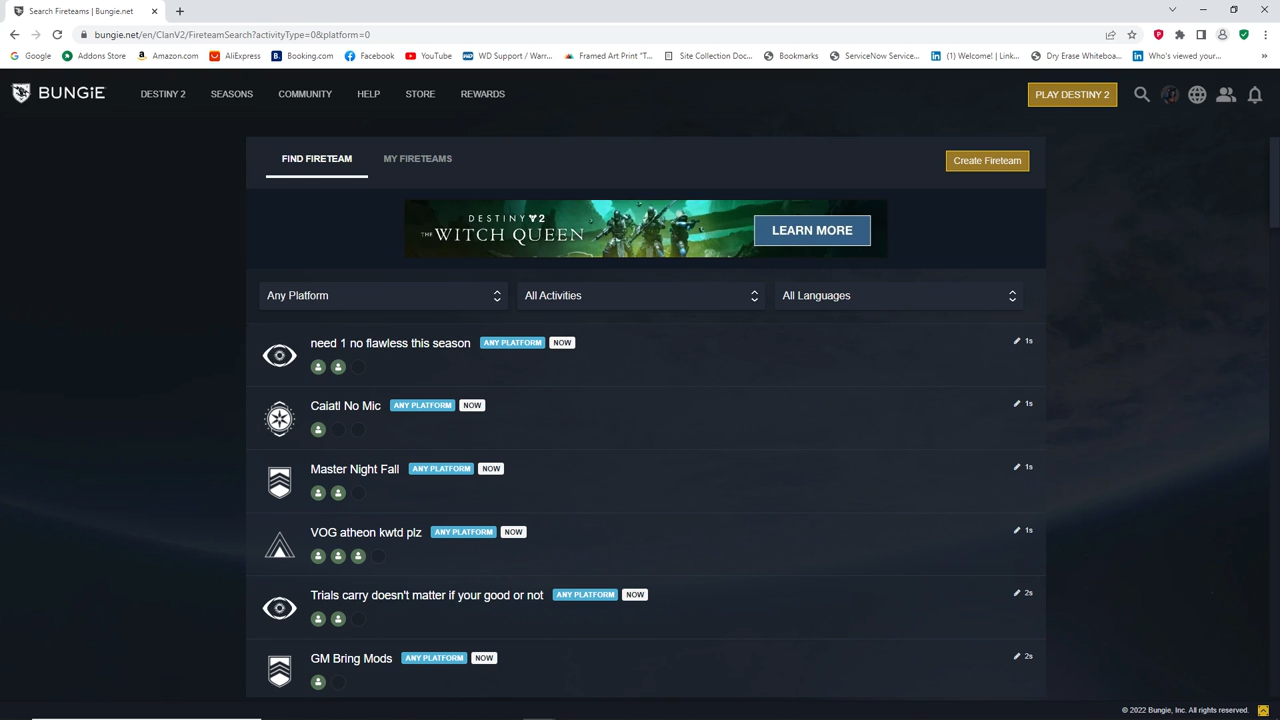 Search Fireteams | Bungie.net
bungie.net/en/ClanV2/FireteamSearch?activityType=0&platform=0
Google Addons Store Amazon.com AliExpress Booking.com Facebook YouTube WD Support / Warr... Framed Art Print "T... Site Collection Doc... Bookmarks ServiceNow Service... (1) Welcome! | Link... Dry Erase Whiteboa... Who's viewed your... »
BUNGiE DESTINY 2 SEASONS COMMUNITY HELP STORE REWARDS PLAY DESTINY 2
FIND FIRETEAM MY FIRETEAMS Create Fireteam
DESTINY 2
THE WITCH QUEEN LEARN MORE
Any Platform All Activities All Languages
need 1 no flawless this season ANY PLATFORM NOW 1s
Caiatl No Mic ANY PLATFORM NOW 1s
Master Night Fall ANY PLATFORM NOW 1s
VOG atheon kwtd plz ANY PLATFORM NOW 1s
Trials carry doesn't matter if your good or not ANY PLATFORM NOW 2s
GM Bring Mods ANY PLATFORM NOW 2s
© 2022 Bungie, Inc. All rights reserved.